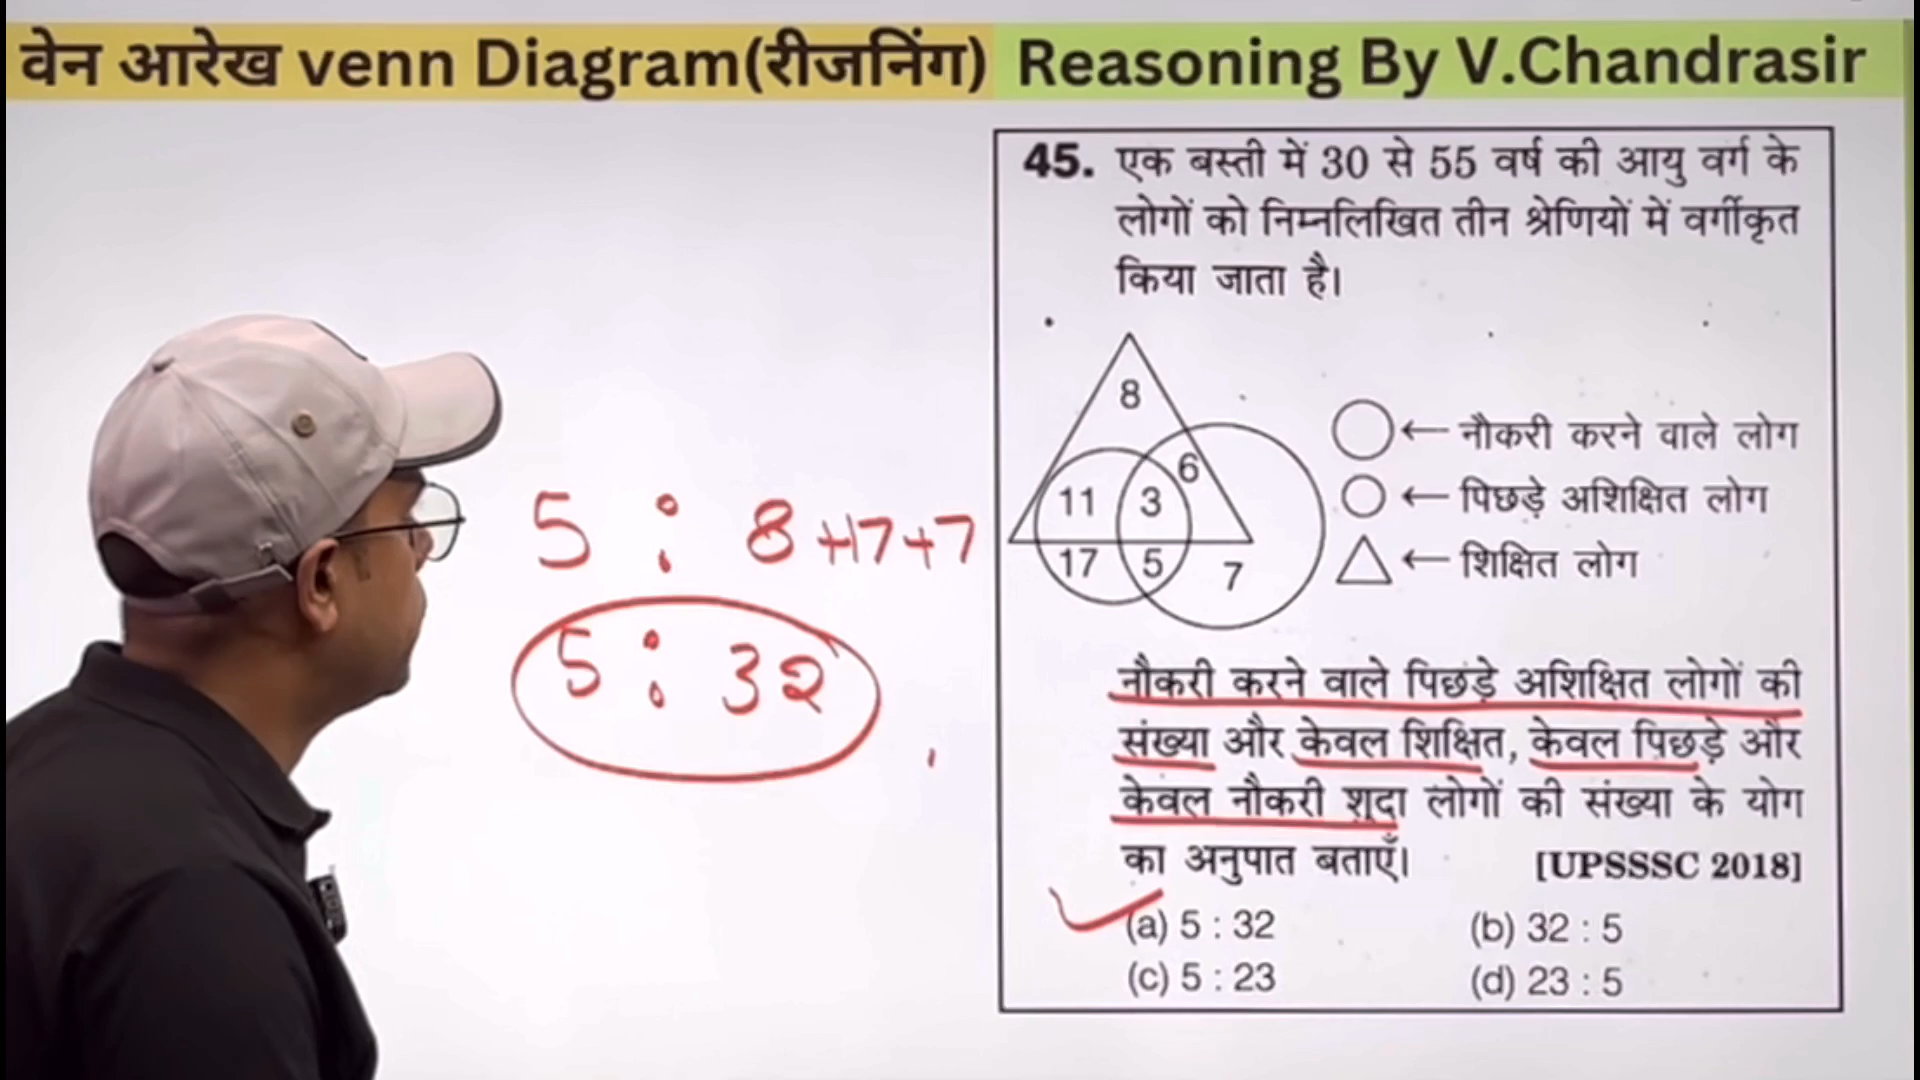 वेन आरेख venn Diagram(रीजनिंग) Reasoning By V.Chandrasir
45. एक बस्ती में 30 से 55 वर्ष की आयु वर्ग के
लोगों को निम्नलिखित तीन श्रेणियों में वर्गीकृत
किया जाता है।
8
6
11 3
17 5 7
← नौकरी करने वाले लोग
← पिछड़े अशिक्षित लोग
← शिक्षित लोग
5 : 8+17+7
5 : 32
नौकरी करने वाले पिछड़े अशिक्षित लोगों की
संख्या और केवल शिक्षित, केवल पिछड़े और
केवल नौकरी शुदा लोगों की संख्या के योग
का अनुपात बताएँ। [UPSSSC 2018]
(a) 5 : 32 (b) 32 : 5
(c) 5 : 23 (d) 23 : 5